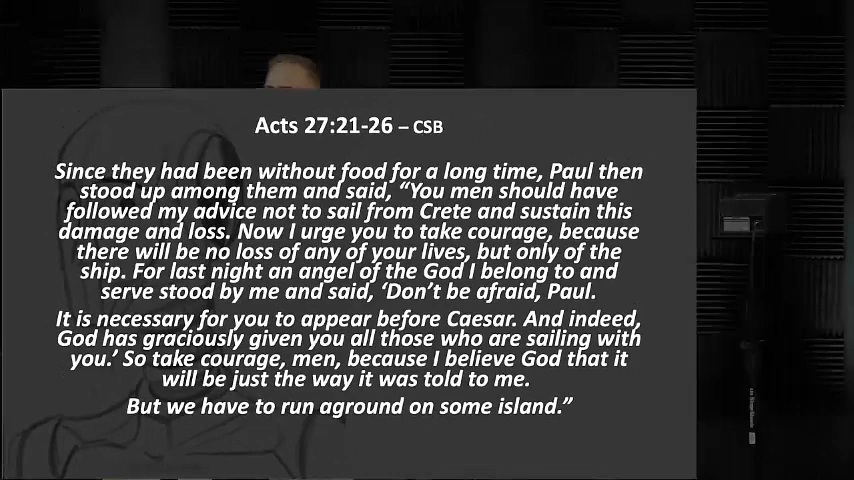 Acts 27:21-26 – CSB
Since they had been without food for a long time, Paul then
stood up among them and said, “You men should have
followed my advice not to sail from Crete and sustain this
damage and loss. Now I urge you to take courage, because
there will be no loss of any of your lives, but only of the
ship. For last night an angel of the God I belong to and
serve stood by me and said, ‘Don’t be afraid, Paul.
It is necessary for you to appear before Caesar. And indeed,
God has graciously given you all those who are sailing with
you.’ So take courage, men, because I believe God that it
will be just the way it was told to me.
But we have to run aground on some island.”